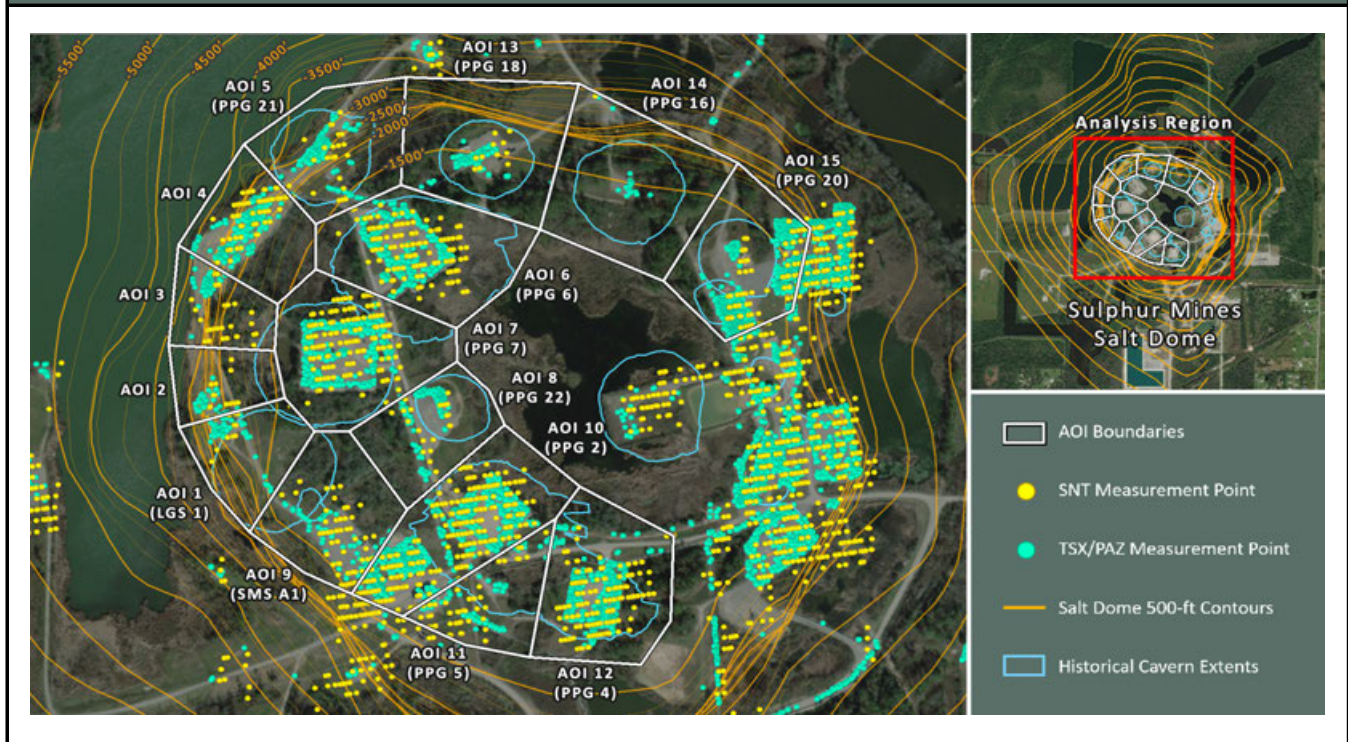 -5500'
-5000'
-4500'
-4000'
-3500'
-3000'
-2500'
-2000'
1500'
AOI 13
(PPG 18)
AOI 5
(PPG 21)
AOI 14
(PPG 16)
AOI 15
(PPG 20)
AOI 4
AOI 3
AOI 6
(PPG 6)
AOI 7
(PPG 7)
AOI 2
AOI 8
(PPG 22)
AOI 10
(PPG 2)
AOI 1
(LGS 1)
AOI 9
(SMS A1)
AOI 11
(PPG 5)
AOI 12
(PPG 4)
Analysis Region
Sulphur Mines
Salt Dome
AOI Boundaries
SNT Measurement Point
TSX/PAZ Measurement Point
Salt Dome 500-ft Contours
Historical Cavern Extents